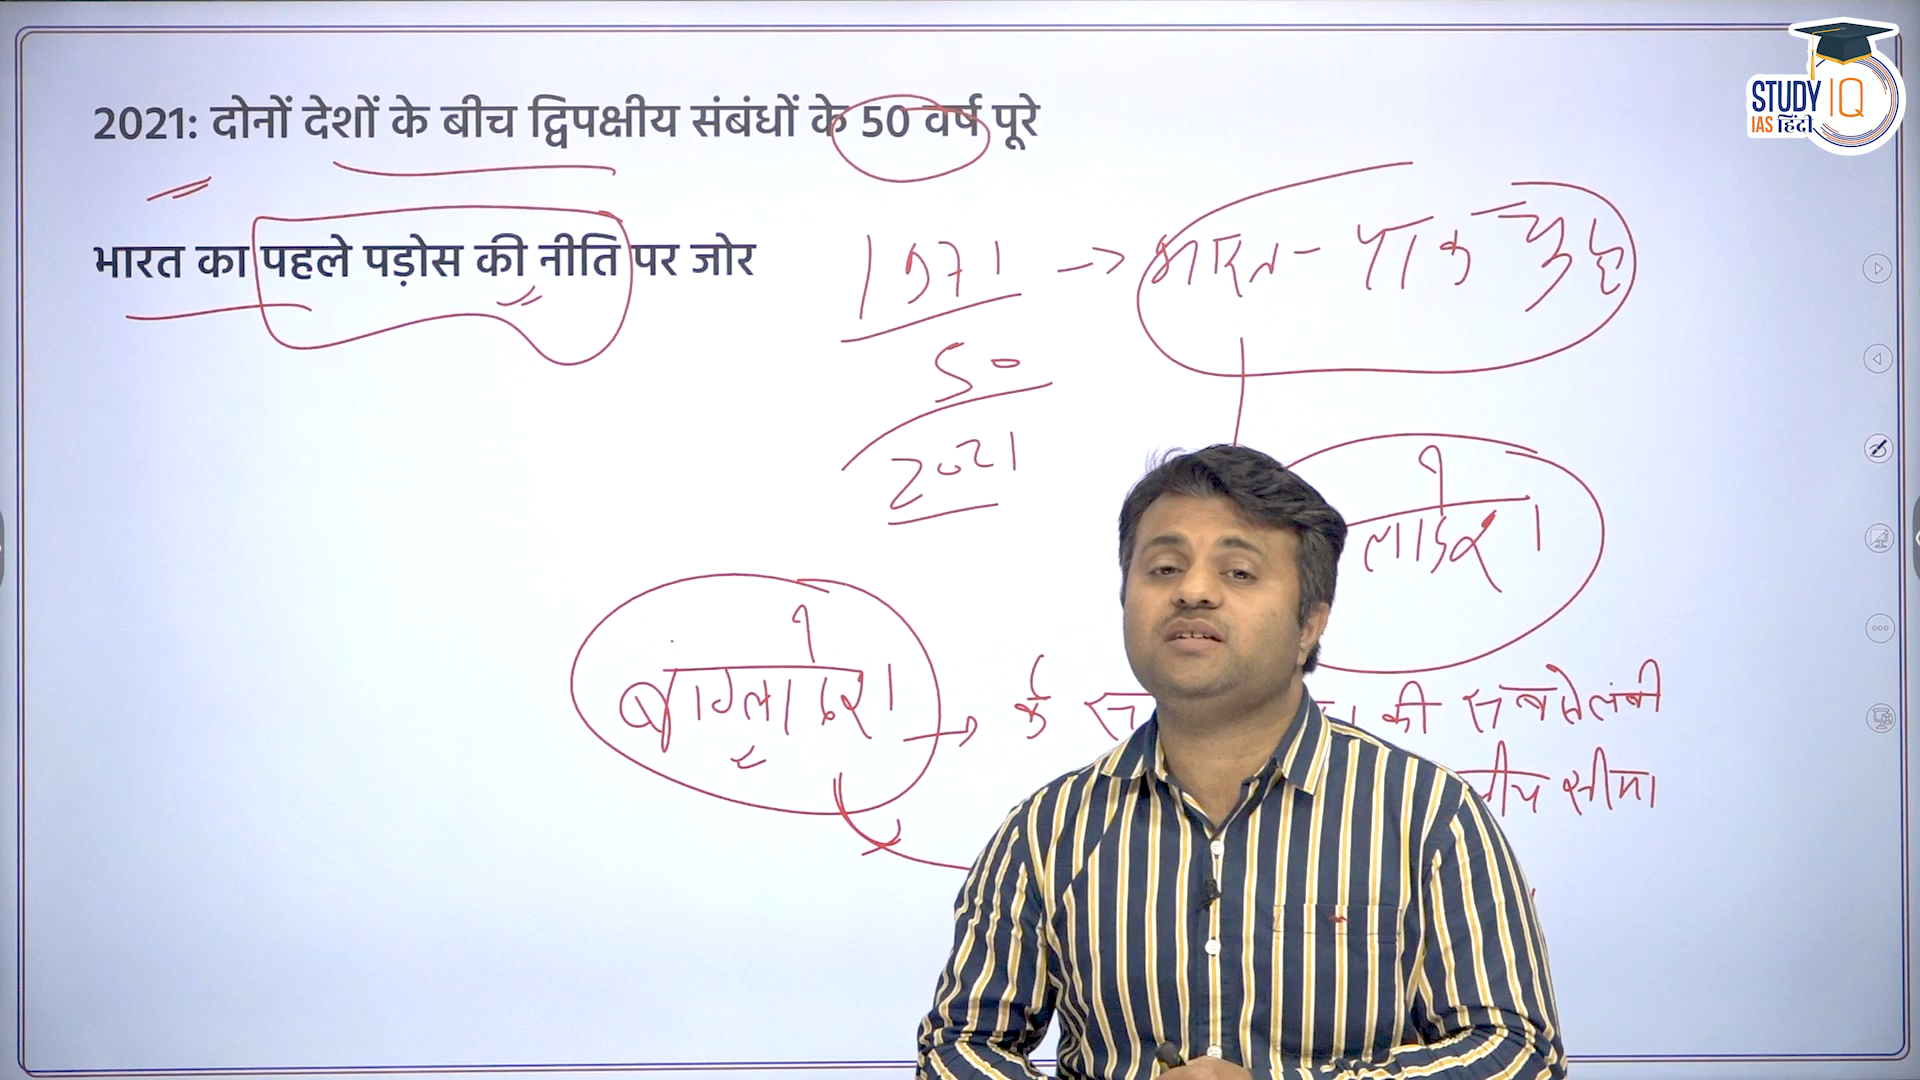 STUDY IQ
IAS हिंदी
2021: दोनों देशों के बीच द्विपक्षीय संबंधों के 50 वर्ष पूरे
भारत का पहले पड़ोस की नीति पर जोर
1971 → भारत - पाक युद्ध
50
2021
लादेश
बांग्लादेश → के की सबसे लंबी
सीमा